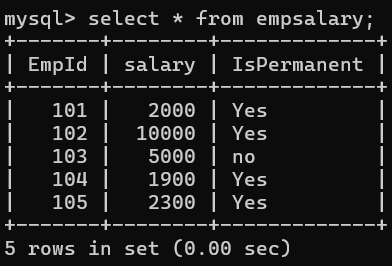 mysql> select * from empsalary;
+-------+--------+-------------+
| EmpId | salary | IsPermanent |
+-------+--------+-------------+
|   101 |   2000 | Yes         |
|   102 |  10000 | Yes         |
|   103 |   5000 | no          |
|   104 |   1900 | Yes         |
|   105 |   2300 | Yes         |
+-------+--------+-------------+
5 rows in set (0.00 sec)